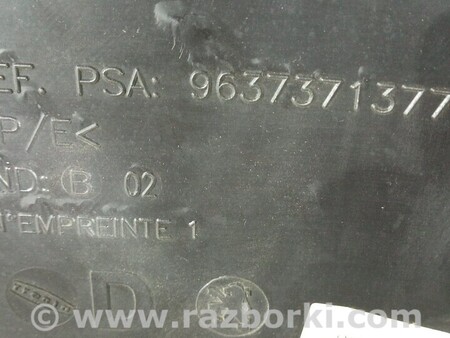 EF. PSA: 9637371377
P/E<
ND: B 02
N°EMPREINTE 1
D
www.razborki.com